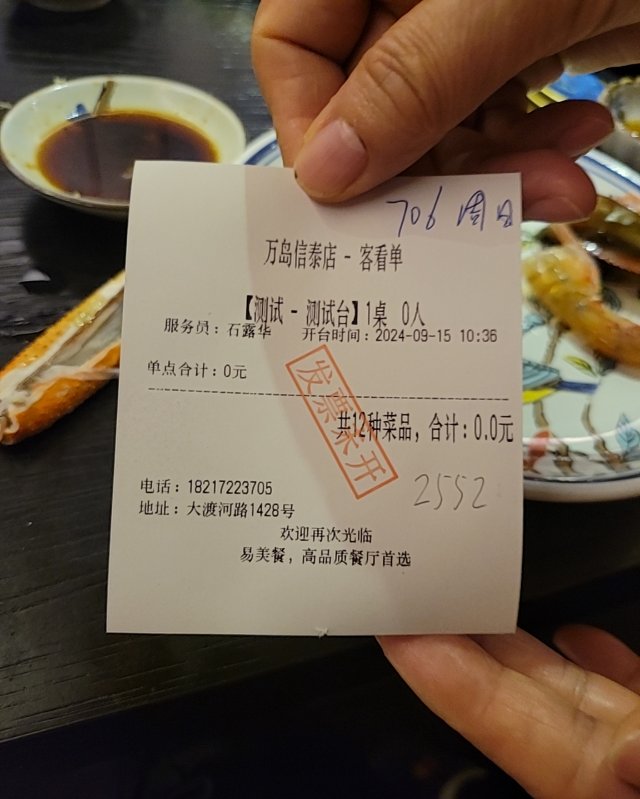 706 周日
万岛信泰店 - 客看单
【测试 - 测试台】1桌 0人
服务员：石露华 开台时间：2024-09-15 10:36
单点合计：0元
发票未开
共12种菜品，合计：0.0元
2552
电话：18217223705
地址：大渡河路1428号
欢迎再次光临
易美餐，高品质餐厅首选